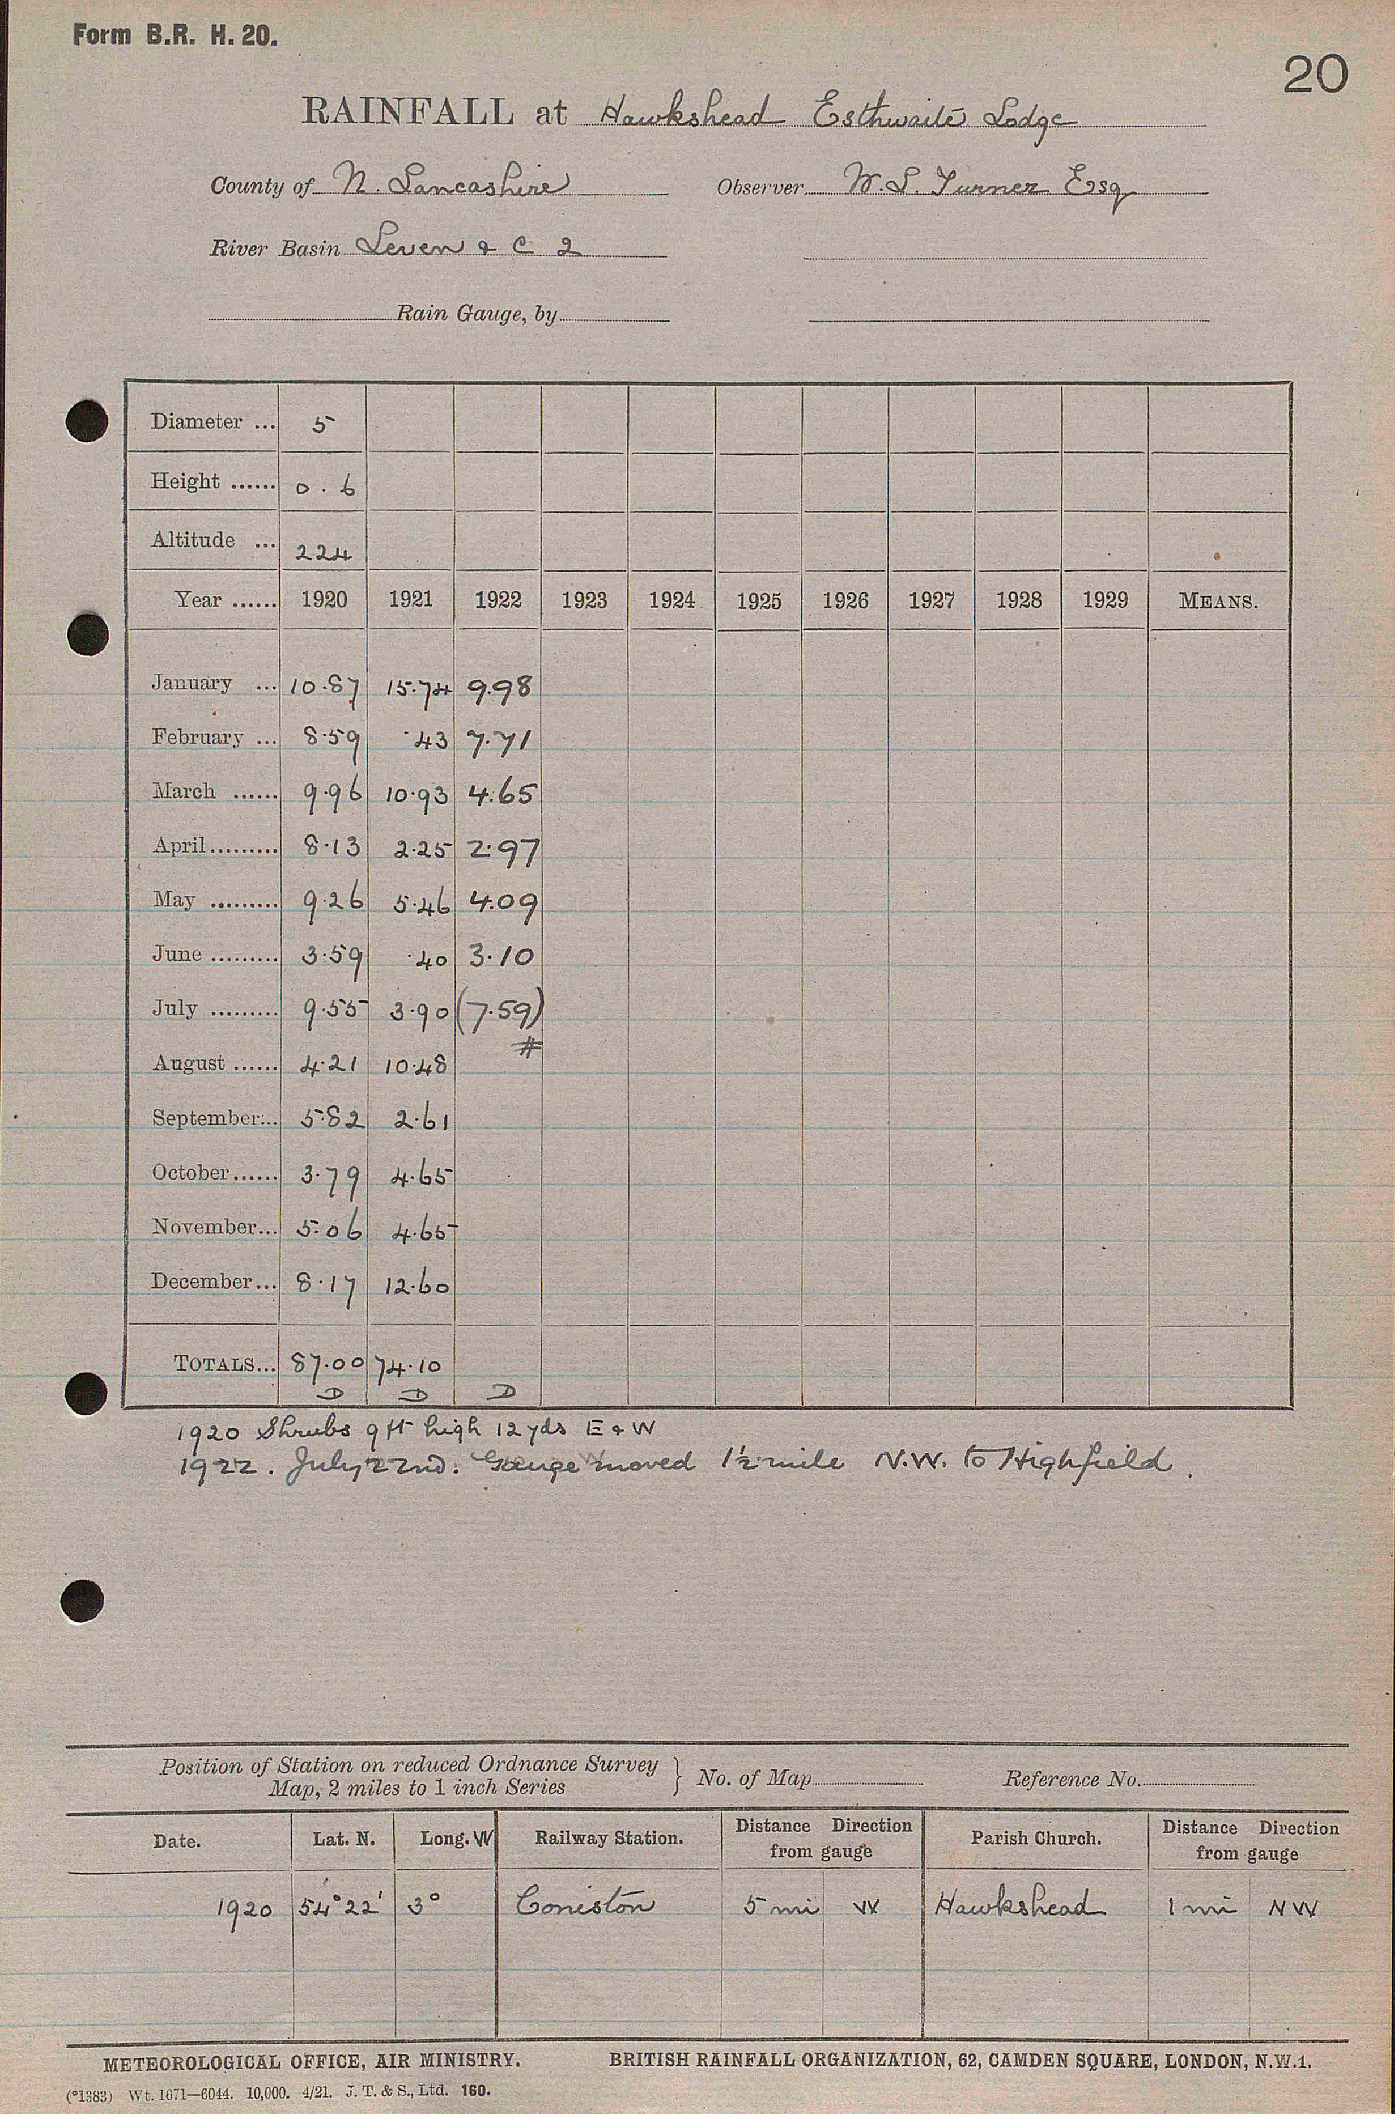 Form B.R. H. 20.
20
RAINFALL at Hawkshead Esthwaite Lodge
County of N. Lancashire Observer W. S. Turner Esq
River Basin Leven & C 2
Rain Gauge, by
Diameter ... 5
Height ...... 0.6
Altitude ... 224
Year ...... 1920 1921 1922 1923 1924 1925 1926 1927 1928 1929 MEANS.
January ... 10.87 15.74 9.98
February ... 8.59 .43 7.71
March ...... 9.96 10.93 4.65
April ......... 8.13 2.25 2.97
May ......... 9.26 5.46 4.09
June ......... 3.59 .40 3.10
July ......... 9.55 3.90 (7.59)
#
August ...... 4.21 10.48
September... 5.82 2.61
October ...... 3.79 4.65
November ... 5.06 4.65
December ... 8.17 12.60
TOTALS... 87.00 74.10
D D D
1920 Shrubs 9 ft high 12 yds E & W
1922. July 22nd. Gauge moved 1½ mile N.W. to Highfield.
Position of Station on reduced Ordnance Survey
Map, 2 miles to 1 inch Series } No. of Map Reference No.
Date. Lat. N. Long. W Railway Station. Distance Direction from gauge Parish Church. Distance Direction from gauge
1920 54° 22' 3° Coniston 5 mi W Hawkshead 1 mi NW
METEOROLOGICAL OFFICE, AIR MINISTRY. BRITISH RAINFALL ORGANIZATION, 62, CAMDEN SQUARE, LONDON, N.W.1.
(*1383) Wt. 1671—6044. 10,000. 4/21. J. T. & S., Ltd. 160.